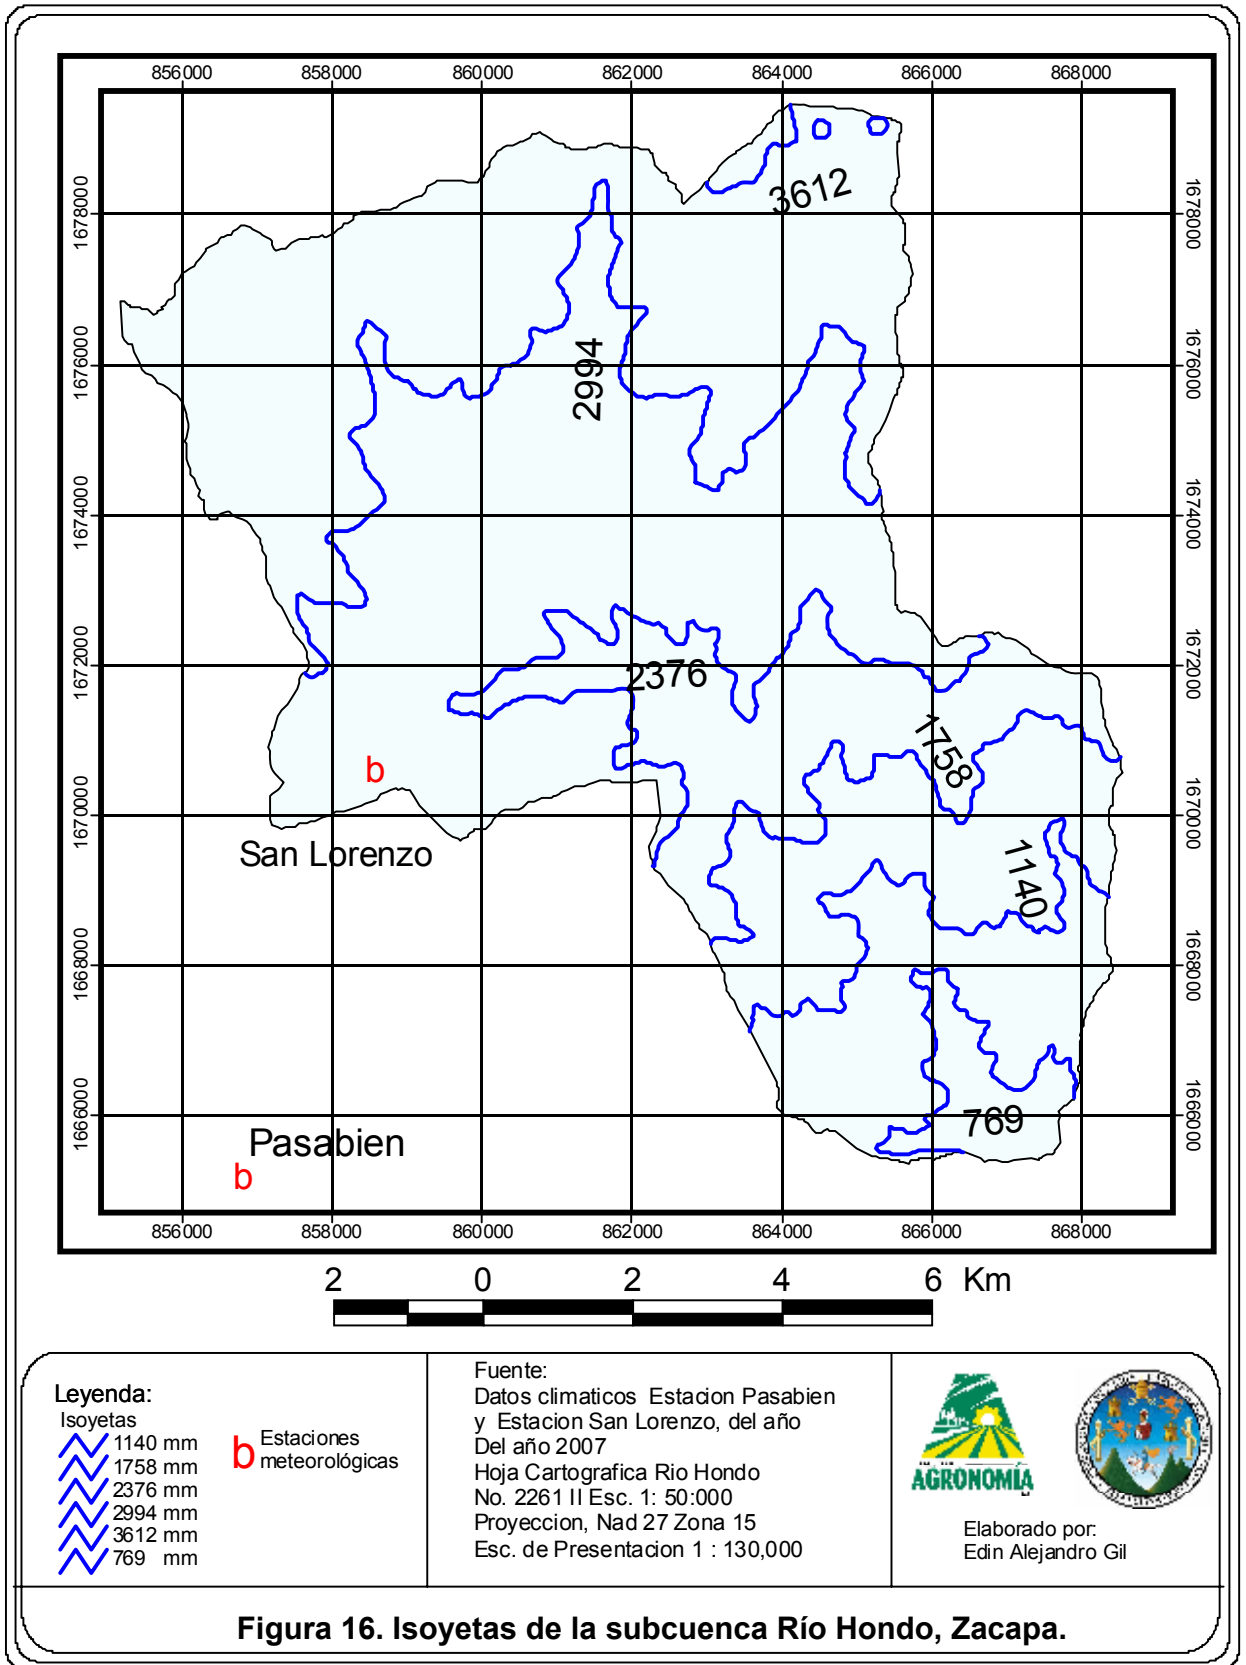 856000 858000 860000 862000 864000 866000 868000
1678000 1678000
1676000 1676000
1674000 1674000
1672000 1672000
1670000 1670000
1668000 1668000
1666000 1666000
3612
2994
2376
1758
b
San Lorenzo
1140
769
Pasabien
b
856000 858000 860000 862000 864000 866000 868000
2 0 2 4 6 Km
Leyenda:
Isoyetas
1140 mm
1758 mm
2376 mm
2994 mm
3612 mm
769 mm
b Estaciones
meteorológicas
Fuente:
Datos climaticos Estacion Pasabien
y Estacion San Lorenzo, del año
Del año 2007
Hoja Cartografica Rio Hondo
No. 2261 II Esc. 1: 50:000
Proyeccion, Nad 27 Zona 15
Esc. de Presentacion 1 : 130,000
AGRONOMÍA
Elaborado por:
Edin Alejandro Gil
Figura 16. Isoyetas de la subcuenca Río Hondo, Zacapa.